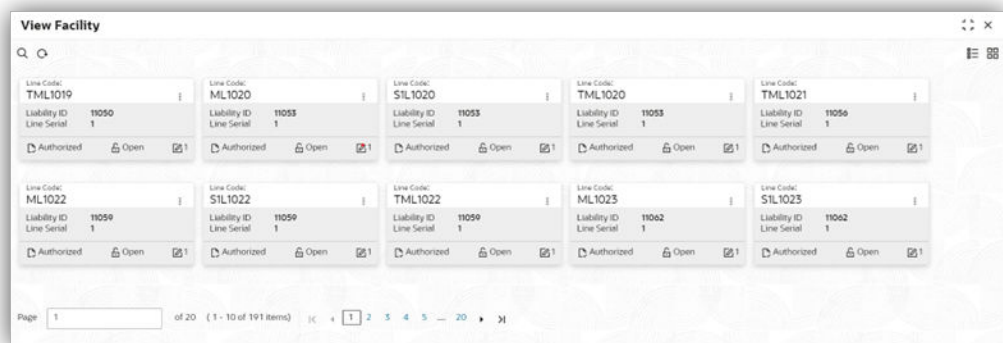 View Facility
Line Code: Line Code: Line Code: Line Code: Line Code:
TML1019 ML1020 S1L1020 TML1020 TML1021
Liability ID 11050 Liability ID 11053 Liability ID 11053 Liability ID 11053 Liability ID 11056
Line Serial 1 Line Serial 1 Line Serial 1 Line Serial 1 Line Serial 1
Authorized Open 1 Authorized Open 1 Authorized Open 1 Authorized Open 1 Authorized Open 1
Line Code: Line Code: Line Code: Line Code: Line Code:
ML1022 S1L1022 TML1022 ML1023 S1L1023
Liability ID 11059 Liability ID 11059 Liability ID 11059 Liability ID 11062 Liability ID 11062
Line Serial 1 Line Serial 1 Line Serial 1 Line Serial 1 Line Serial 1
Authorized Open 1 Authorized Open 1 Authorized Open 1 Authorized Open 1 Authorized Open 1
Page 1 of 20 (1 - 10 of 191 items) 1 2 3 4 5 ... 20